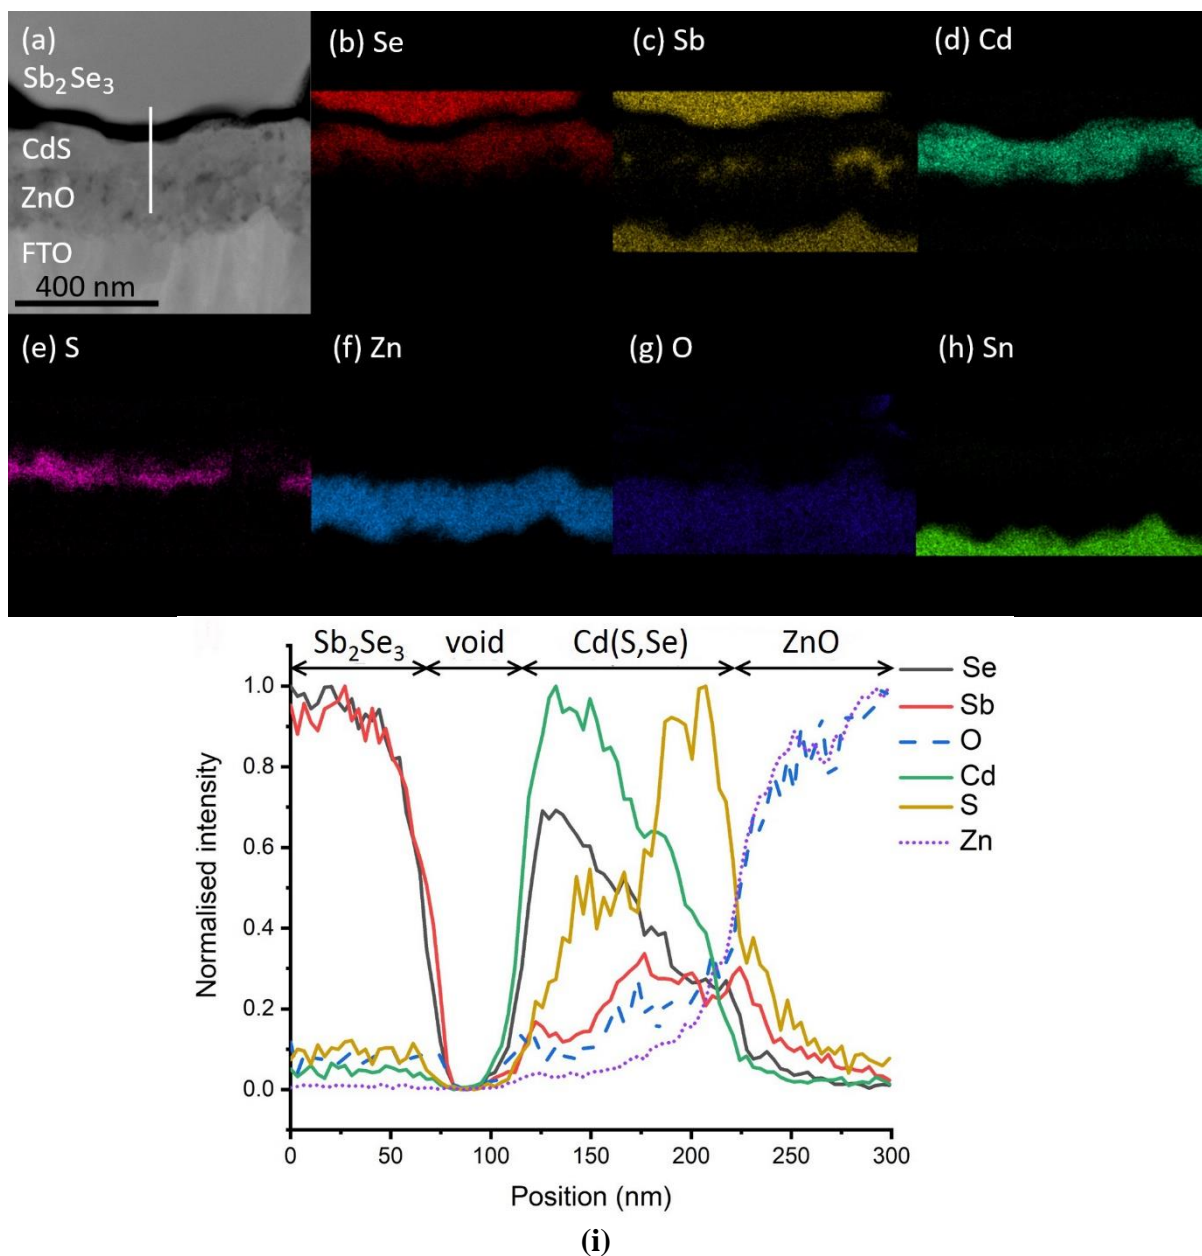 (a)
Sb₂Se₃
CdS
ZnO
FTO
400 nm
(b) Se
(c) Sb
(d) Cd
(e) S
(f) Zn
(g) O
(h) Sn
Sb₂Se₃ void Cd(S,Se) ZnO
Se
Sb
O
Cd
S
Zn
Normalised intensity
1.0
0.8
0.6
0.4
0.2
0.0
0 50 100 150 200 250 300
Position (nm)
(i)